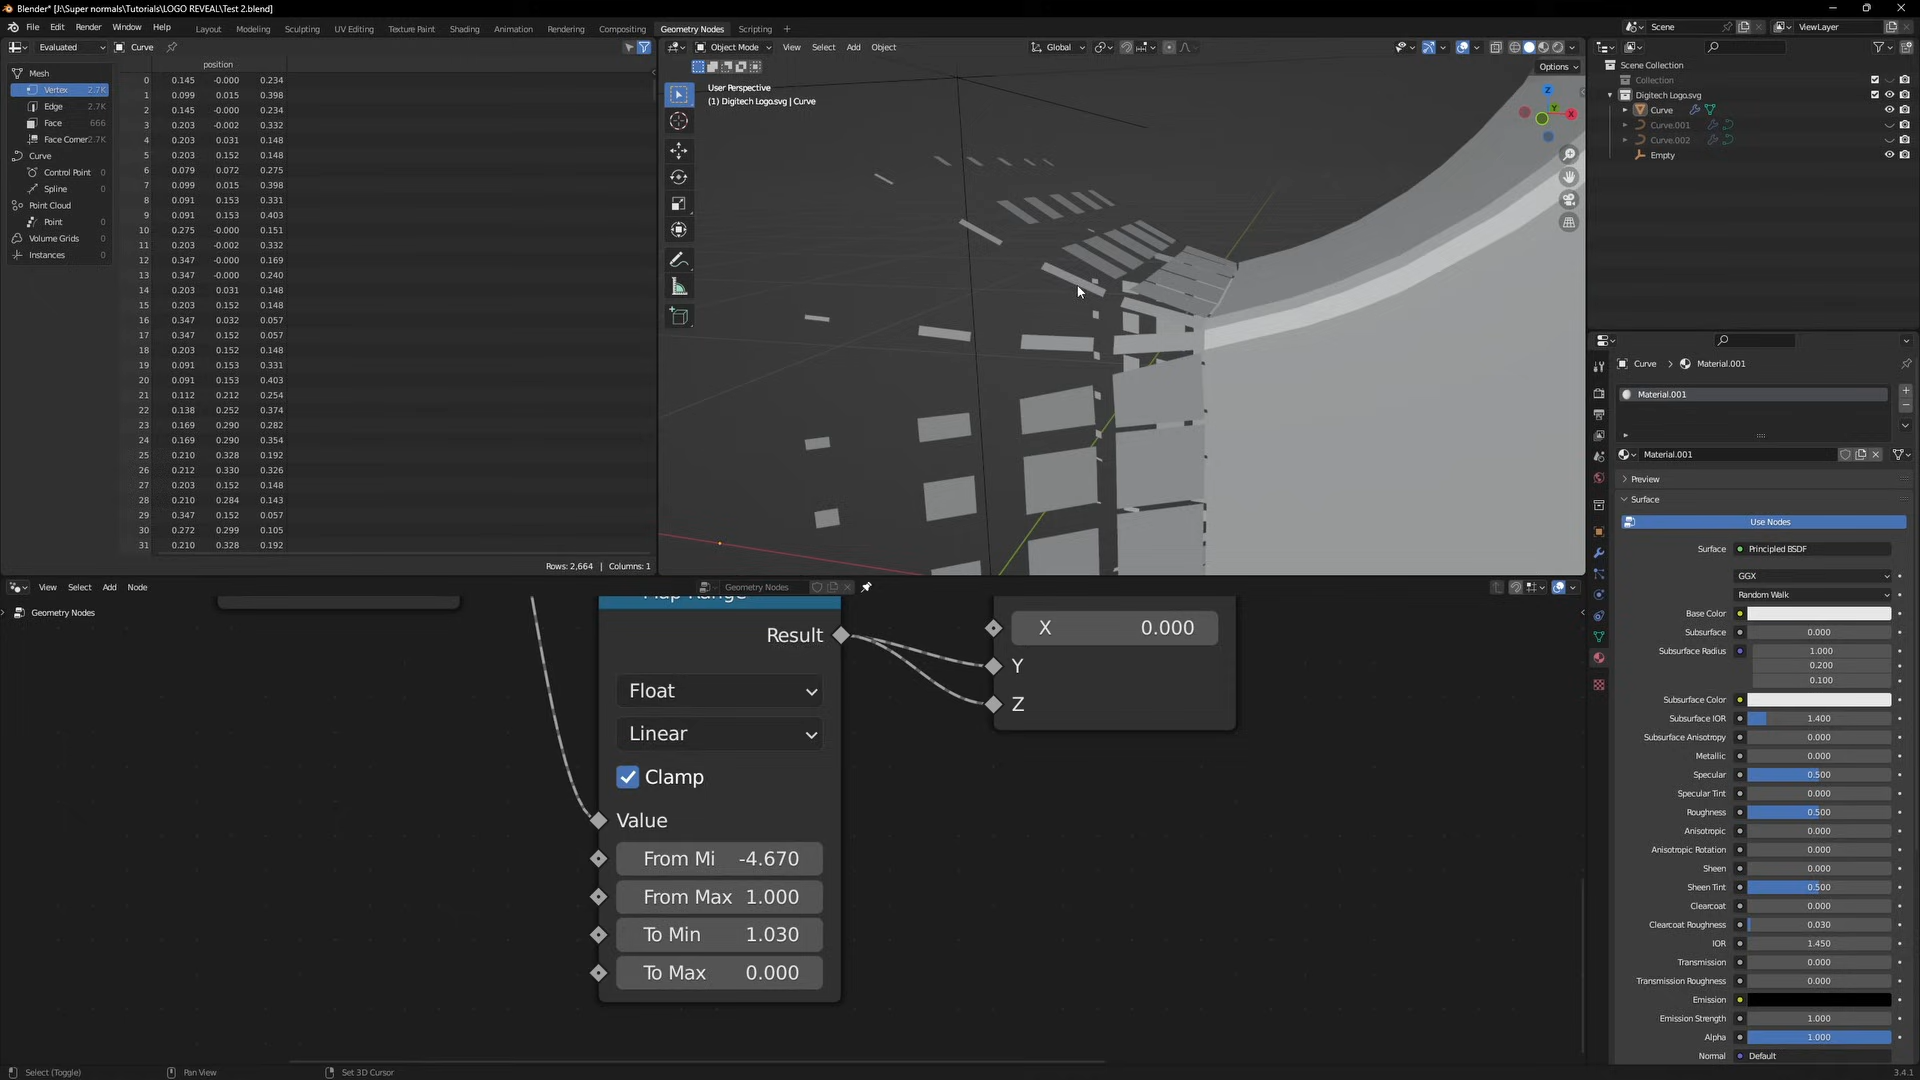 Blender* [J:\Super normals\Tutorials\LOGO REVEAL\Test 2.blend]
File Edit Render Window Help Layout Modeling Sculpting UV Editing Texture Paint Shading Animation Rendering Compositing Geometry Nodes Scripting + Scene ViewLayer
Evaluated Curve Object Mode View Select Add Object Global
position Options
Mesh
Vertex 2.7K
Edge 2.7K
Face 666
Face Corner 2.7K
Curve
Control Point 0
Spline 0
Point Cloud
Point 0
Volume Grids 0
Instances 0
0 0.145 -0.000 0.234
1 0.099 0.015 0.398
2 0.145 -0.000 0.234
3 0.203 -0.002 0.332
4 0.203 0.031 0.148
5 0.203 0.152 0.148
6 0.079 0.072 0.275
7 0.099 0.015 0.398
8 0.091 0.153 0.331
9 0.091 0.153 0.403
10 0.275 -0.000 0.151
11 0.203 -0.002 0.332
12 0.347 -0.000 0.169
13 0.347 -0.000 0.240
14 0.203 0.031 0.148
15 0.203 0.152 0.148
16 0.347 0.032 0.057
17 0.347 0.152 0.057
18 0.203 0.152 0.148
19 0.091 0.153 0.331
20 0.091 0.153 0.403
21 0.112 0.212 0.254
22 0.138 0.252 0.374
23 0.169 0.290 0.282
24 0.169 0.290 0.354
25 0.210 0.328 0.192
26 0.212 0.330 0.326
27 0.203 0.152 0.148
28 0.210 0.284 0.143
29 0.347 0.152 0.057
30 0.272 0.299 0.105
31 0.210 0.328 0.192
Rows: 2,664 | Columns: 1
User Perspective
(1) Digitech Logo.svg | Curve
Z
Y
X
Scene Collection
Collection
Digitech Logo.svg
Curve
Curve.001
Curve.002
Empty
Curve > Material.001
Material.001
Material.001
Preview
Surface
Use Nodes
Surface Principled BSDF
GGX
Random Walk
Base Color
Subsurface 0.000
Subsurface Radius 1.000
0.200
0.100
Subsurface Color
Subsurface IOR 1.400
Subsurface Anisotropy 0.000
Metallic 0.000
Specular 0.500
Specular Tint 0.000
Roughness 0.500
Anisotropic 0.000
Anisotropic Rotation 0.000
Sheen 0.000
Sheen Tint 0.500
Clearcoat 0.000
Clearcoat Roughness 0.030
IOR 1.450
Transmission 0.000
Transmission Roughness 0.000
Emission
Emission Strength 1.000
Alpha 1.000
Normal Default
View Select Add Node Geometry Nodes
Geometry Nodes
Map Range
Result
Float
Linear
Clamp
Value
From Mi -4.670
From Max 1.000
To Min 1.030
To Max 0.000
X 0.000
Y
Z
Select (Toggle) Pan View Set 3D Cursor 3.4.1